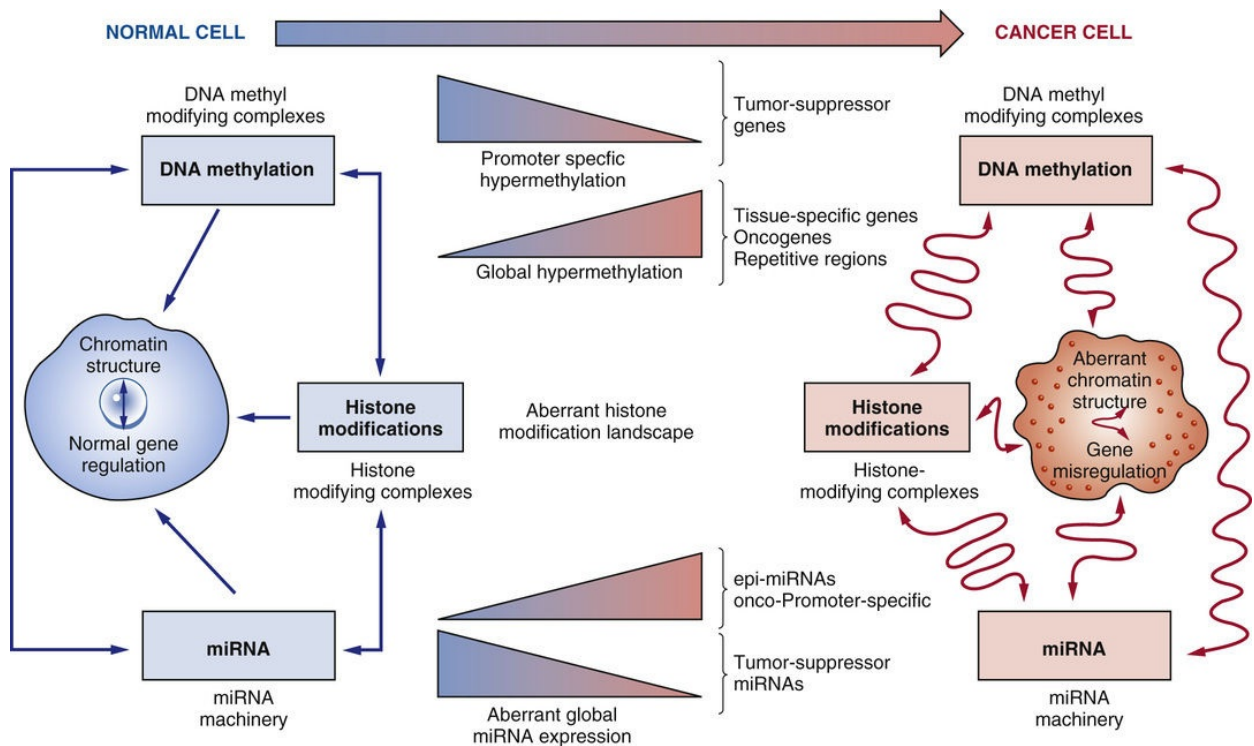 NORMAL CELL
CANCER CELL
DNA methyl
modifying complexes
DNA methylation
Chromatin
structure
Normal gene
regulation
Histone
modifications
Histone
modifying complexes
miRNA
miRNA
machinery
Promoter specfic
hypermethylation
Tumor-suppressor
genes
Global hypermethylation
Tissue-specific genes
Oncogenes
Repetitive regions
Aberrant histone
modification landscape
epi-miRNAs
onco-Promoter-specific
Tumor-suppressor
miRNAs
Aberrant global
miRNA expression
DNA methyl
modifying complexes
DNA methylation
Histone
modifications
Histone-
modifying complexes
Aberrant
chromatin
structure
Gene
misregulation
miRNA
miRNA
machinery